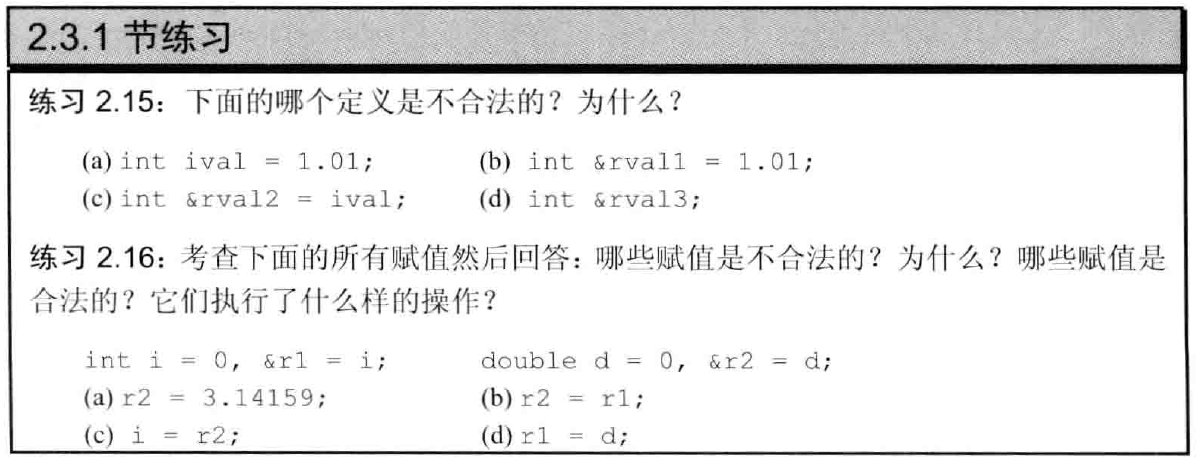 2.3.1 节练习
练习 2.15：下面的哪个定义是不合法的？为什么？
(a) int ival = 1.01; (b) int &rval1 = 1.01;
(c) int &rval2 = ival; (d) int &rval3;
练习 2.16：考查下面的所有赋值然后回答：哪些赋值是不合法的？为什么？哪些赋值是
合法的？它们执行了什么样的操作？
int i = 0, &r1 = i; double d = 0, &r2 = d;
(a) r2 = 3.14159; (b) r2 = r1;
(c) i = r2; (d) r1 = d;